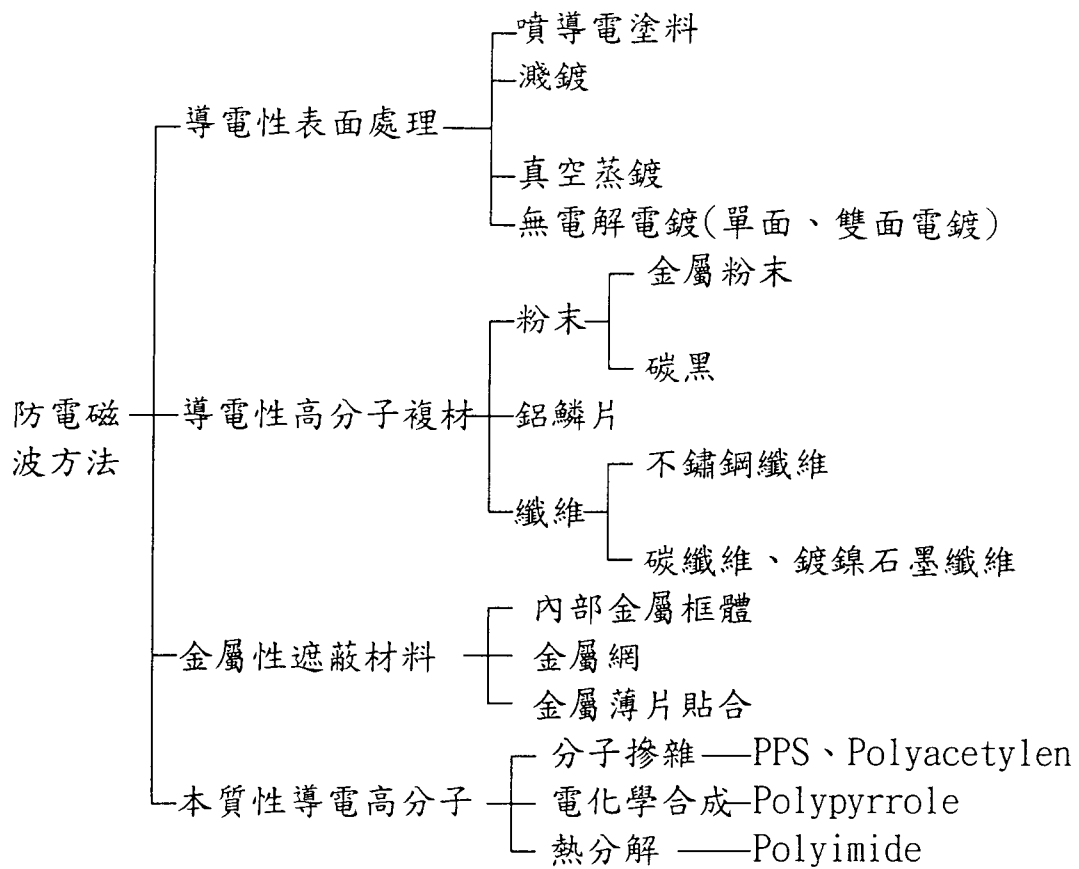 防電磁
波方法
導電性表面處理
噴導電塗料
濺鍍
真空蒸鍍
無電解電鍍(單面、雙面電鍍)
導電性高分子複材
粉末
金屬粉末
碳黑
鋁鱗片
纖維
不鏽鋼纖維
碳纖維、鍍鎳石墨纖維
金屬性遮蔽材料
內部金屬框體
金屬網
金屬薄片貼合
本質性導電高分子
分子摻雜 PPS、Polyacetylen
電化學合成 Polypyrrole
熱分解 Polyimide